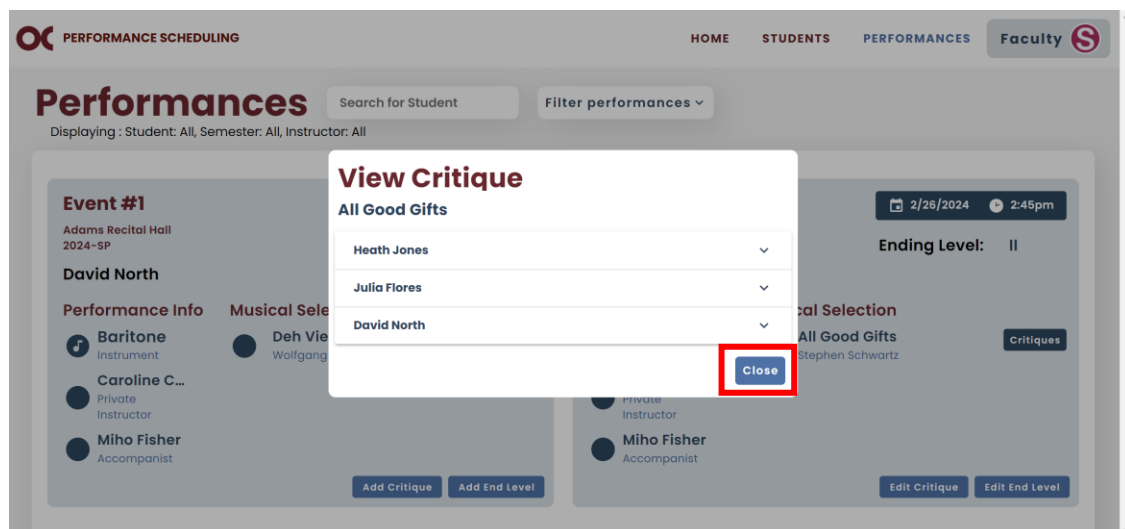 OC PERFORMANCE SCHEDULING
HOME STUDENTS PERFORMANCES Faculty S
Performances Search for Student Filter performances
Displaying : Student: All, Semester: All, Instructor: All
View Critique
All Good Gifts
Heath Jones
Julia Flores
David North
Close
Event #1
Adams Recital Hall
2024-SP
David North
Performance Info
Baritone
Instrument
Caroline C...
Private
Instructor
Miho Fisher
Accompanist
Musical Sele
Deh Vie
Wolfgang
Add Critique Add End Level
2/26/2024 2:45pm
Ending Level: II
cal Selection
All Good Gifts
Stephen Schwartz
Critiques
Private
Instructor
Miho Fisher
Accompanist
Edit Critique Edit End Level